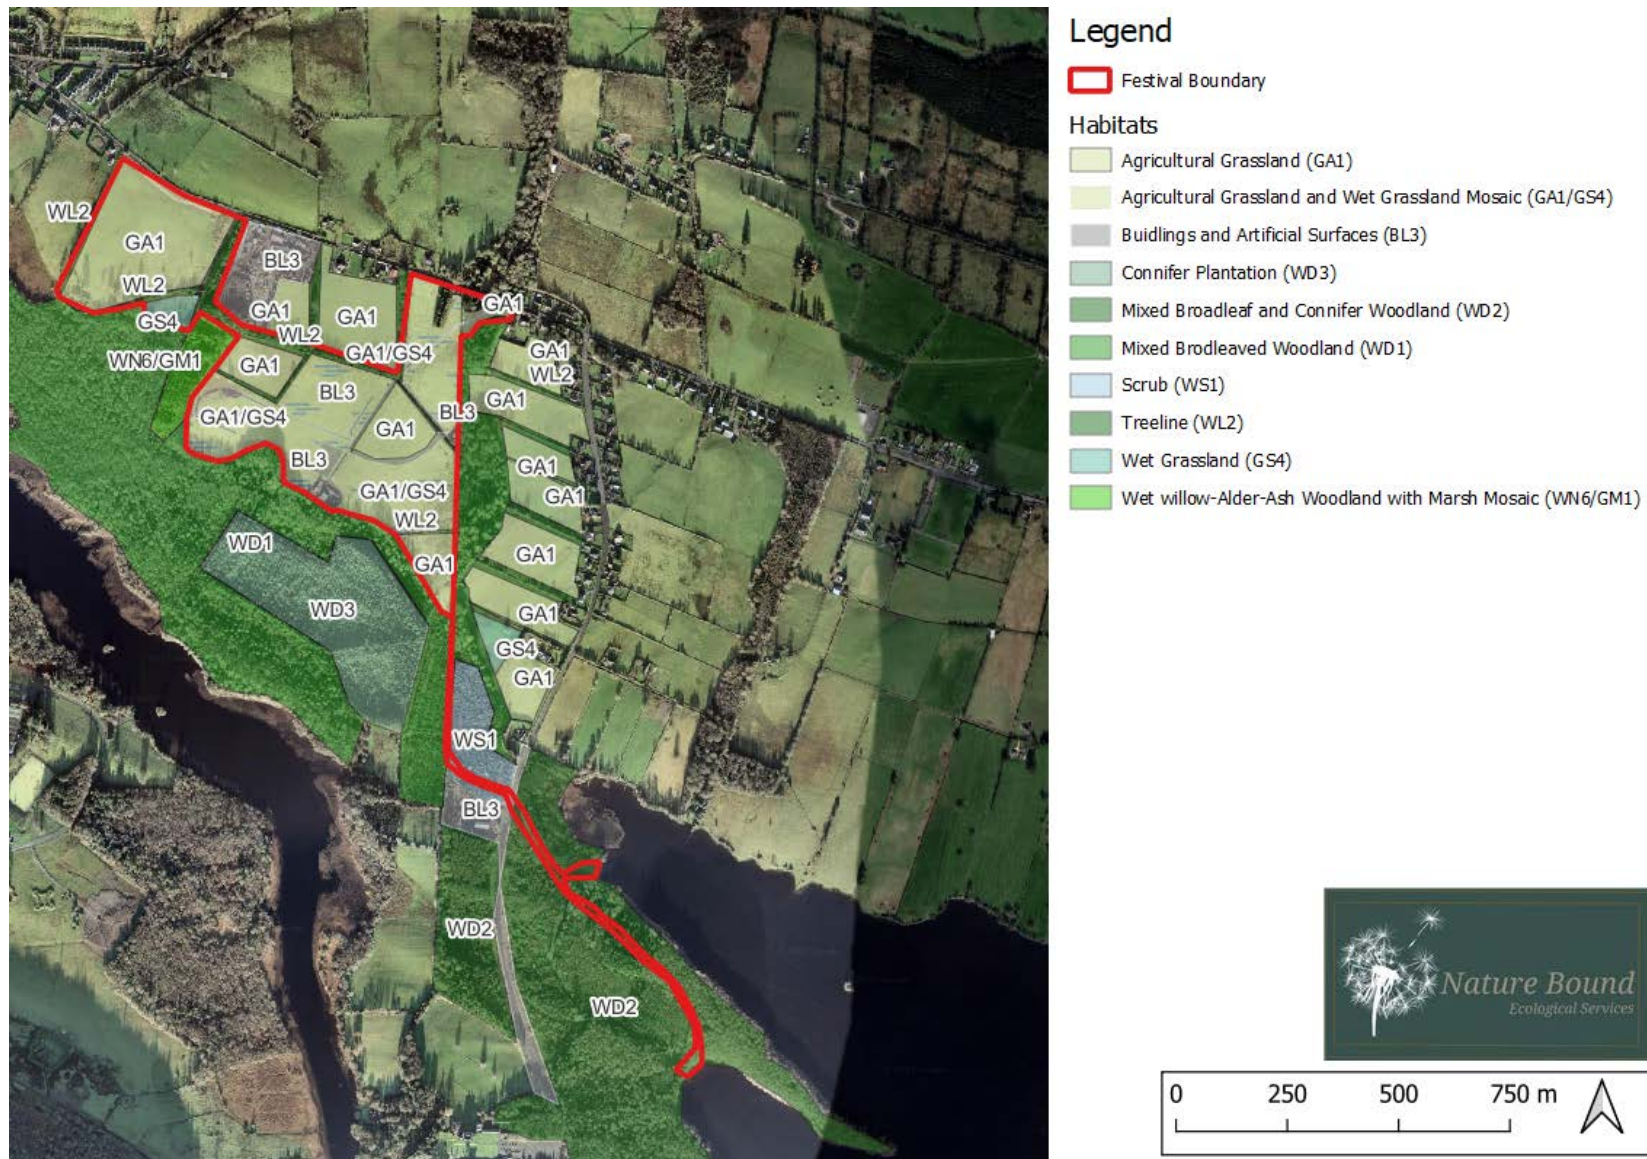 Legend
Festival Boundary
Habitats
Agricultural Grassland (GA1)
Agricultural Grassland and Wet Grassland Mosaic (GA1/GS4)
Buidlings and Artificial Surfaces (BL3)
Connifer Plantation (WD3)
Mixed Broadleaf and Connifer Woodland (WD2)
Mixed Brodleaved Woodland (WD1)
Scrub (WS1)
Treeline (WL2)
Wet Grassland (GS4)
Wet willow-Alder-Ash Woodland with Marsh Mosaic (WN6/GM1)
WL2
GA1
BL3
WL2
GA1
GA1
GA1
GS4
WL2
GA1/GS4
GA1
WN6/GM1
GA1
WL2
BL3
GA1
GA1/GS4
BL3
GA1
BL3
GA1
GA1/GS4
GA1
WL2
WD1
GA1
GA1
WD3
GA1
GS4
GA1
WS1
BL3
WD2
WD2
Nature Bound
Ecological Services
0 250 500 750 m